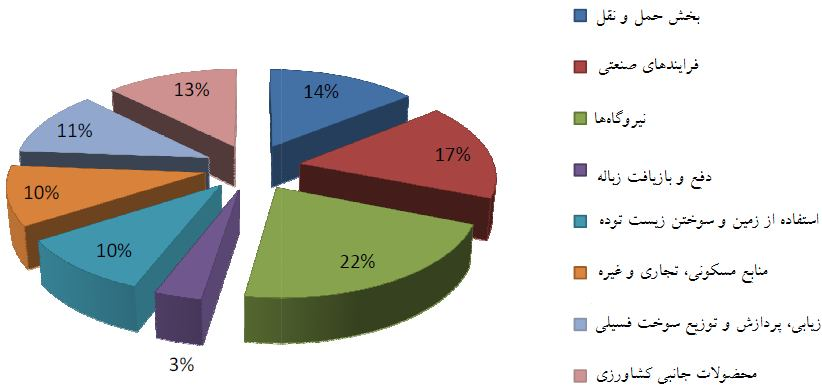 14%
17%
22%
3%
10%
10%
11%
13%
بخش حمل و نقل
فرایندهای صنعتی
نیروگاه‌ها
دفع و بازیافت زباله
استفاده از زمین و سوختن زیست توده
منابع مسکونی، تجاری و غیره
زیابی، پردازش و توزیع سوخت فسیلی
محصولات جانبی کشاورزی